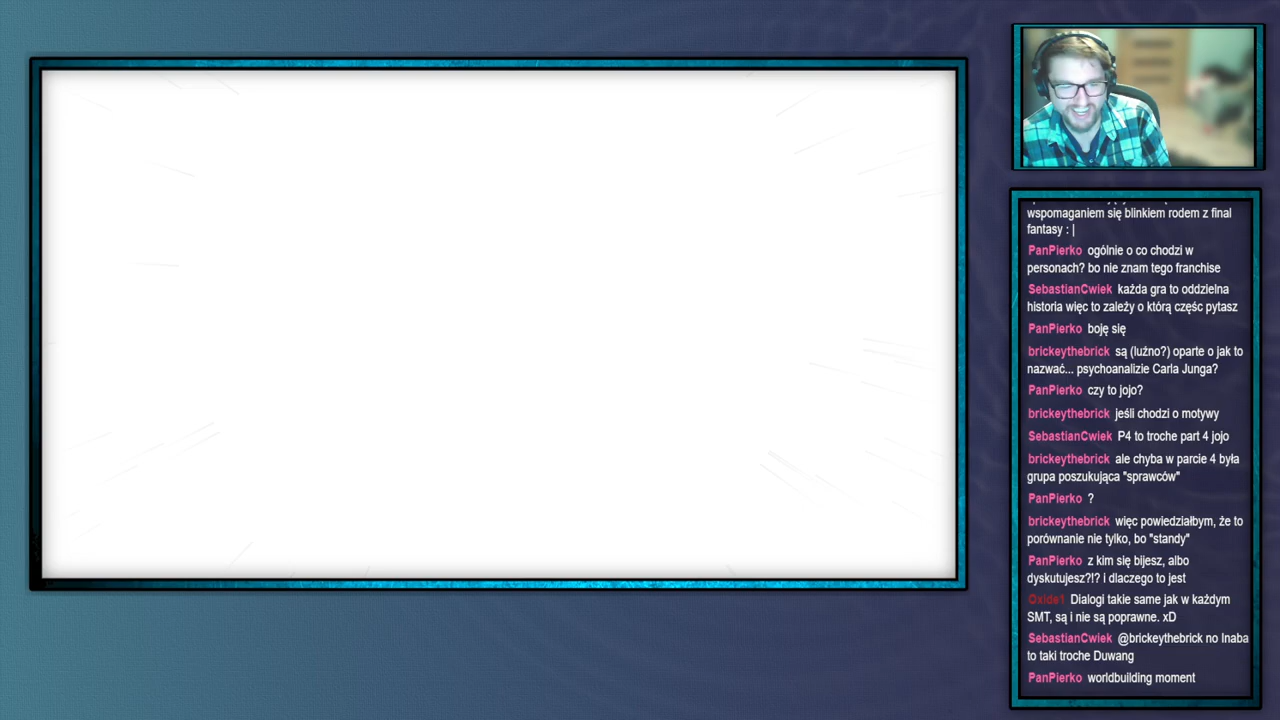 wspomaganiem się blinkiem rodem z final
fantasy : |
PanPierko ogólnie o co chodzi w
personach? bo nie znam tego franchise
SebastianCwiek każda gra to oddzielna
historia więc to zależy o którą częśc pytasz
PanPierko boję się
brickeythebrick są (luźno?) oparte o jak to
nazwać... psychoanalizie Carla Junga?
PanPierko czy to jojo?
brickeythebrick jeśli chodzi o motywy
SebastianCwiek P4 to troche part 4 jojo
brickeythebrick ale chyba w parcie 4 była
grupa poszukująca "sprawców"
PanPierko ?
brickeythebrick więc powiedziałbym, że to
porównanie nie tylko, bo "standy"
PanPierko z kim się bijesz, albo
dyskutujesz?!? i dlaczego to jest
Oxide1 Dialogi takie same jak w każdym
SMT, są i nie są poprawne. xD
SebastianCwiek @brickeythebrick no Inaba
to taki troche Duwang
PanPierko worldbuilding moment